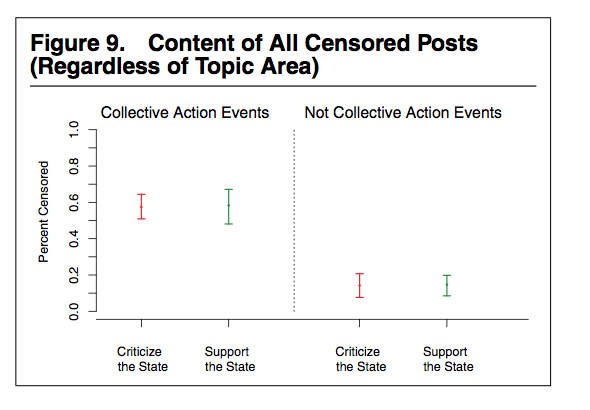 Figure 9. Content of All Censored Posts
(Regardless of Topic Area)
Collective Action Events Not Collective Action Events
Percent Censored
1.0
0.8
0.6
0.4
0.2
0.0
Criticize Support Criticize Support
the State the State the State the State